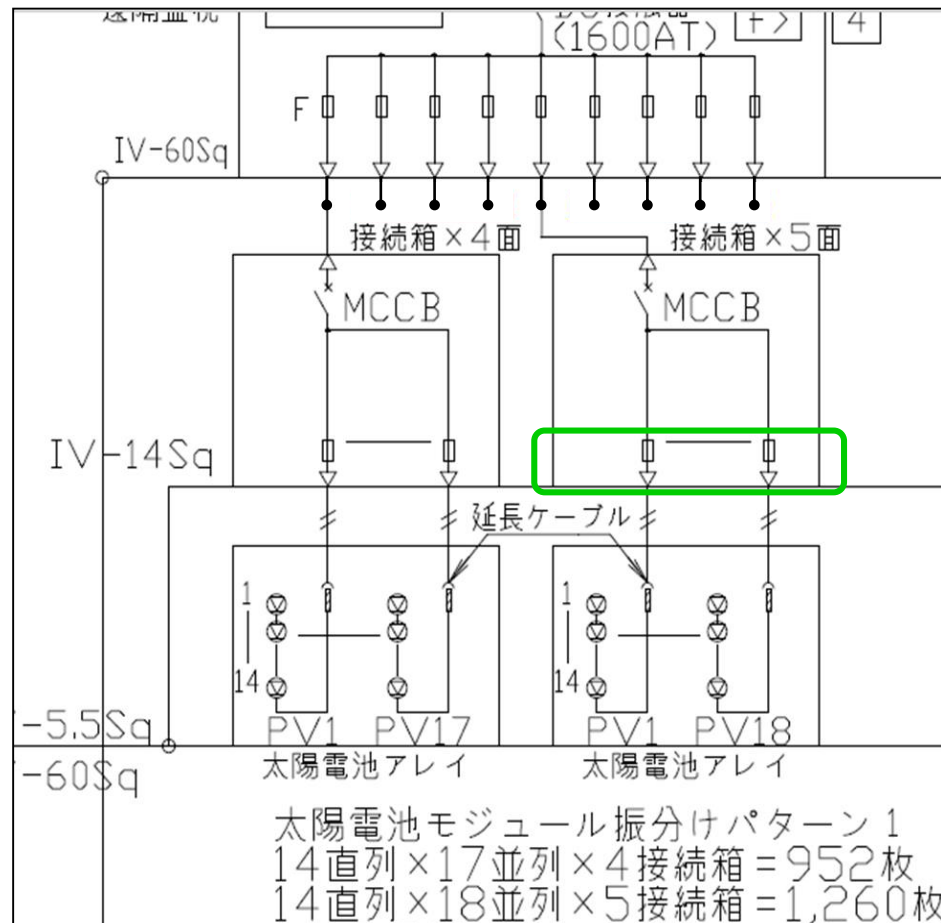 (1600AT)
4
F
IV-60Sq
接続箱×4面
接続箱×5面
MCCB
MCCB
IV-14Sq
延長ケーブル
1
1
14
14
-5.5Sq
PV1
PV17
PV1
PV18
-60Sq
太陽電池アレイ
太陽電池アレイ
太陽電池モジュール振分けパターン1
14直列×17並列×4接続箱=952枚
14直列×18並列×5接続箱=1,260枚